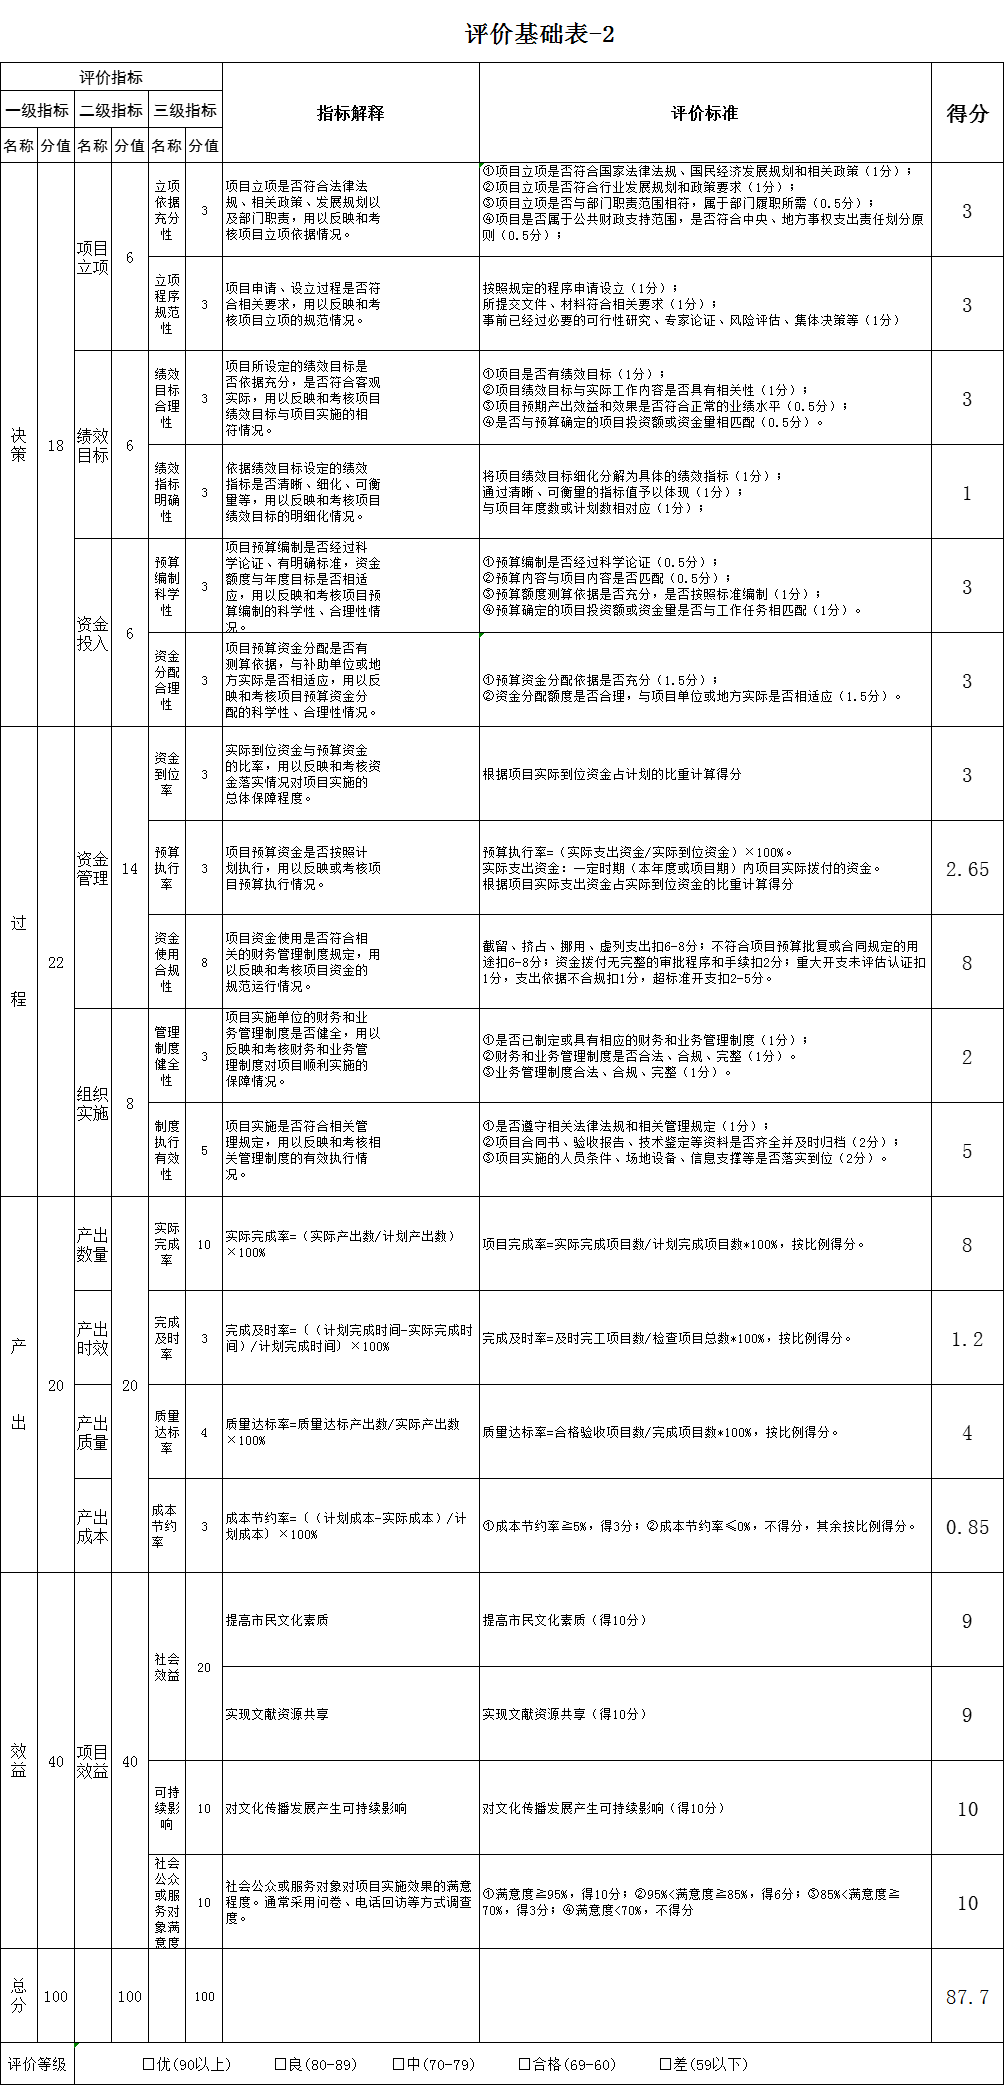 评价基础表-2
评价指标
指标解释
评价标准
得分
一级指标
二级指标
三级指标
名称
分值
名称
分值
名称
分值
决
策
18
项目
立项
6
立项
依据
充分
性
3
项目立项是否符合法律法
规、相关政策、发展规划以
及部门职责，用以反映和考
核项目立项依据情况。
①项目立项是否符合国家法律法规、国民经济发展规划和相关政策（1分）；
②项目立项是否符合行业发展规划和政策要求（1分）；
③项目立项是否与部门职责范围相符，属于部门履职所需（0.5分）；
④项目是否属于公共财政支持范围，是否符合中央、地方事权支出责任划分原
则（0.5分）；
3
立项
程序
规范
性
3
项目申请、设立过程是否符
合相关要求，用以反映和考
核项目立项的规范情况。
按照规定的程序申请设立（1分）；
所提交文件、材料符合相关要求（1分）；
事前已经过必要的可行性研究、专家论证、风险评估、集体决策等（1分）
3
绩效
目标
6
绩效
目标
合理
性
3
项目所设定的绩效目标是
否依据充分，是否符合客观
实际，用以反映和考核项目
绩效目标与项目实施的相
符情况。
①项目是否有绩效目标（1分）；
②项目绩效目标与实际工作内容是否具有相关性（1分）；
③项目预期产出效益和效果是否符合正常的业绩水平（0.5分）；
④是否与预算确定的项目投资额或资金量相匹配（0.5分）。
3
绩效
指标
明确
性
3
依据绩效目标设定的绩效
指标是否清晰、细化、可衡
量等，用以反映和考核项目
绩效目标的明细化情况。
将项目绩效目标细化分解为具体的绩效指标（1分）；
通过清晰、可衡量的指标值予以体现（1分）；
与项目年度数或计划数相对应（1分）；
1
资金
投入
6
预算
编制
科学
性
3
项目预算编制是否经过科
学论证、有明确标准，资金
额度与年度目标是否相适
应，用以反映和考核项目预
算编制的科学性、合理性情
况。
①预算编制是否经过科学论证（0.5分）；
②预算内容与项目内容是否匹配（0.5分）；
③预算额度测算依据是否充分，是否按照标准编制（1分）；
④预算确定的项目投资额或资金量是否与工作任务相匹配（1分）。
3
资金
分配
合理
性
3
项目预算资金分配是否有
测算依据，与补助单位或地
方实际是否相适应，用以反
映和考核项目预算资金分
配的科学性、合理性情况。
①预算资金分配依据是否充分（1.5分）；
②资金分配额度是否合理，与项目单位或地方实际是否相适应（1.5分）。
3
过
程
22
资金
管理
14
资金
到位
率
3
实际到位资金与预算资金
的比率，用以反映和考核资
金落实情况对项目实施的
总体保障程度。
根据项目实际到位资金占计划的比重计算得分
3
预算
执行
率
3
项目预算资金是否按照计
划执行，用以反映或考核项
目预算执行情况。
预算执行率=（实际支出资金/实际到位资金）×100%。
实际支出资金：一定时期（本年度或项目期）内项目实际拨付的资金。
根据项目实际支出资金占实际到位资金的比重计算得分
2.65
资金
使用
合规
性
8
项目资金使用是否符合相
关的财务管理制度规定，用
以反映和考核项目资金的
规范运行情况。
截留、挤占、挪用、虚列支出扣6-8分；不符合项目预算批复或合同规定的用
途扣6-8分；资金拨付无完整的审批程序和手续扣2分；重大开支未评估认证扣
1分，支出依据不合规扣1分，超标准开支扣2-5分。
8
组织
实施
8
管理
制度
健全
性
3
项目实施单位的财务和业
务管理制度是否健全，用以
反映和考核财务和业务管
理制度对项目顺利实施的
保障情况。
①是否已制定或具有相应的财务和业务管理制度（1分）；
②财务和业务管理制度是否合法、合规、完整（1分）。
③业务管理制度合法、合规、完整（1分）。
2
制度
执行
有效
性
5
项目实施是否符合相关管
理规定，用以反映和考核相
关管理制度的有效执行情
况。
①是否遵守相关法律法规和相关管理规定（1分）；
②项目合同书、验收报告、技术鉴定等资料是否齐全并及时归档（2分）；
③项目实施的人员条件、场地设备、信息支撑等是否落实到位（2分）。
5
产
出
20
产出
数量
20
实际
完成
率
10
实际完成率=（实际产出数/计划产出数）
×100%
项目完成率=实际完成项目数/计划完成项目数*100%，按比例得分。
8
产出
时效
完成
及时
率
3
完成及时率=〔（计划完成时间-实际完成时
间）/计划完成时间〕×100%
完成及时率=及时完工项目数/检查项目总数*100%，按比例得分。
1.2
产出
质量
质量
达标
率
4
质量达标率=质量达标产出数/实际产出数
×100%
质量达标率=合格验收项目数/完成项目数*100%，按比例得分。
4
产出
成本
成本
节约
率
3
成本节约率=〔（计划成本-实际成本）/计
划成本〕×100%
①成本节约率≧5%，得3分；②成本节约率≤0%，不得分，其余按比例得分。
0.85
效
益
40
项目
效益
40
社会
效益
20
提高市民文化素质
提高市民文化素质（得10分）
9
实现文献资源共享
实现文献资源共享（得10分）
9
可持
续影
响
10
对文化传播发展产生可持续影响
对文化传播发展产生可持续影响（得10分）
10
社会
公众
或服
务对
象满
意度
10
社会公众或服务对象对项目实施效果的满意
程度。通常采用问卷、电话回访等方式调查
度。
①满意度≧95%，得10分；②95%<满意度≧85%，得6分；③85%<满意度≧
70%，得3分；④满意度<70%，不得分
10
总
分
100
100
100
87.7
评价等级
□优(90以上)
□良(80-89)
□中(70-79)
□合格(69-60)
□差(59以下)